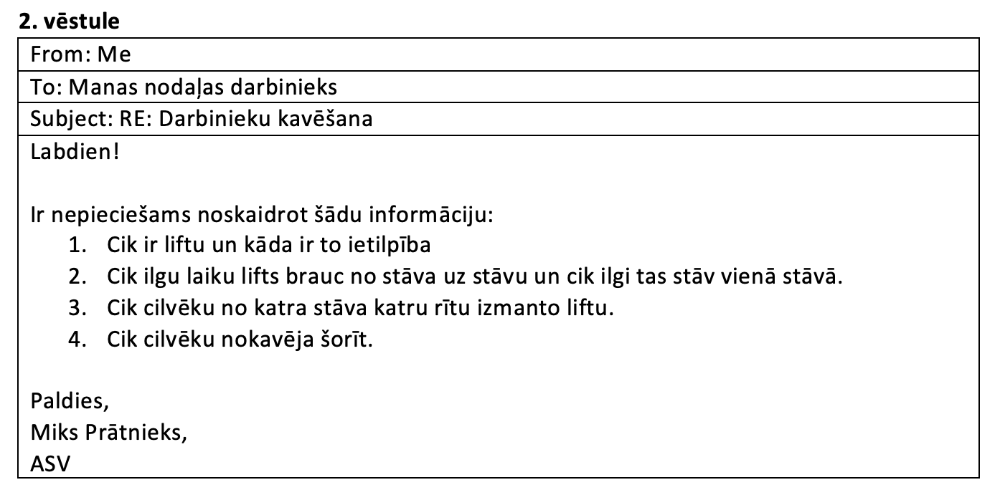 2. vēstule
From: Me
To: Manas nodaļas darbinieks
Subject: RE: Darbinieku kavēšana
Labdien!
Ir nepieciešams noskaidrot šādu informāciju:
1. Cik ir liftu un kāda ir to ietilpība
2. Cik ilgu laiku lifts brauc no stāva uz stāvu un cik ilgi tas stāv vienā stāvā.
3. Cik cilvēku no katra stāva katru rītu izmanto liftu.
4. Cik cilvēku nokavēja šorīt.
Paldies,
Miks Prātnieks,
ASV